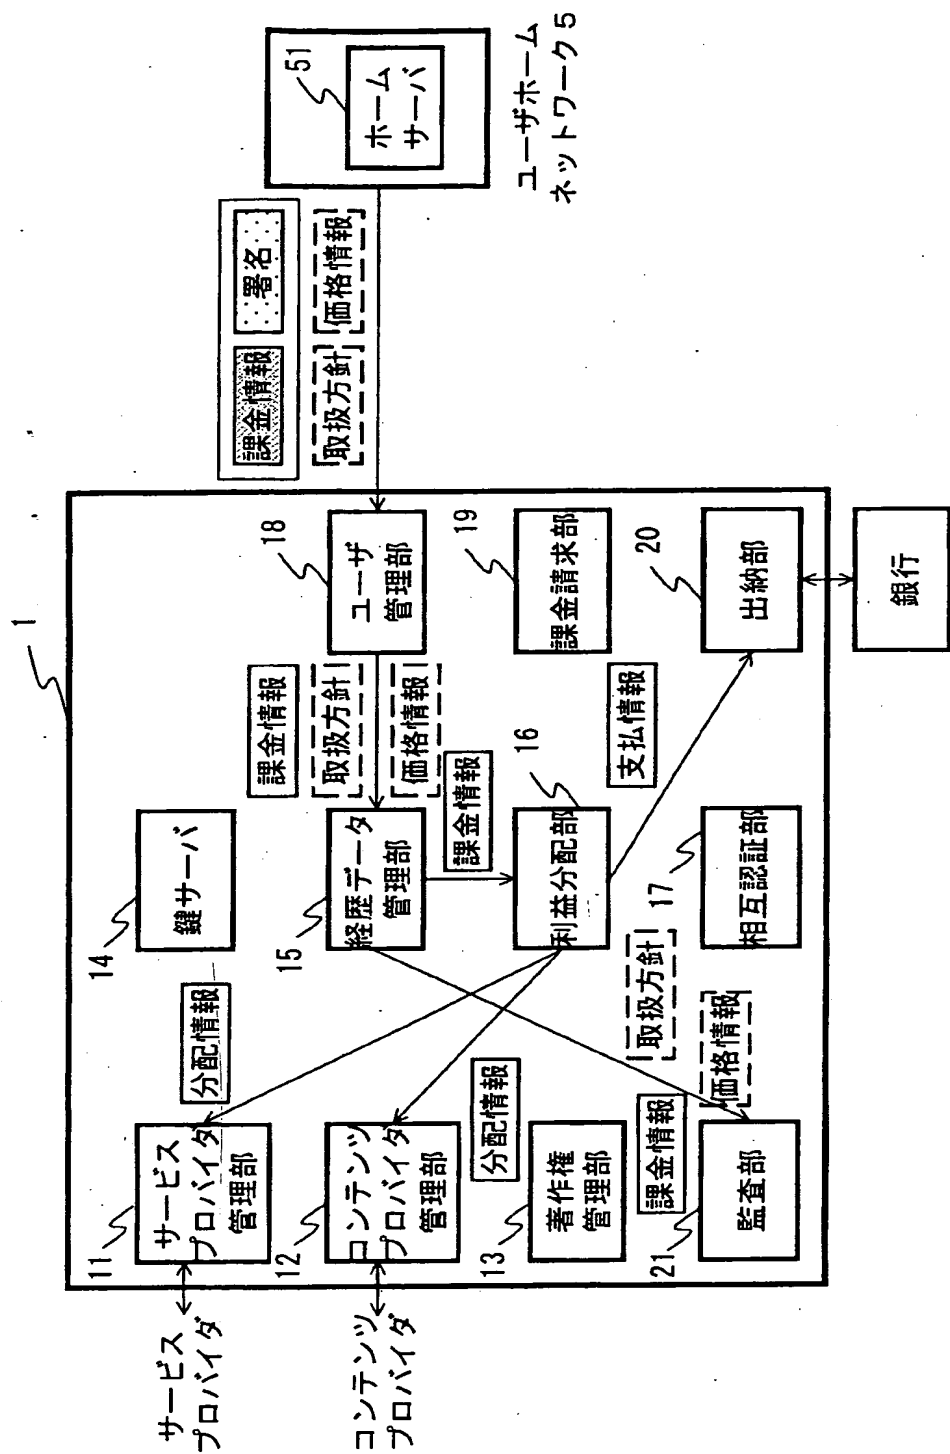 1
サービス
プロバイダ
コンテンツ
プロバイダ
11
サービス
プロバイダ
管理部
12
コンテンツ
プロバイダ
管理部
13
著作権
管理部
21
監査部
分配情報
分配情報
課金情報
取扱方針
価格情報
14
鍵サーバ
15
経歴データ
管理部
課金情報
16
利益分配部
17
相互認証部
課金情報
取扱方針
価格情報
支払情報
18
ユーザ
管理部
19
課金請求部
20
出納部
銀行
課金情報
署名
取扱方針
価格情報
51
ホーム
サーバ
ユーザホーム
ネットワーク5